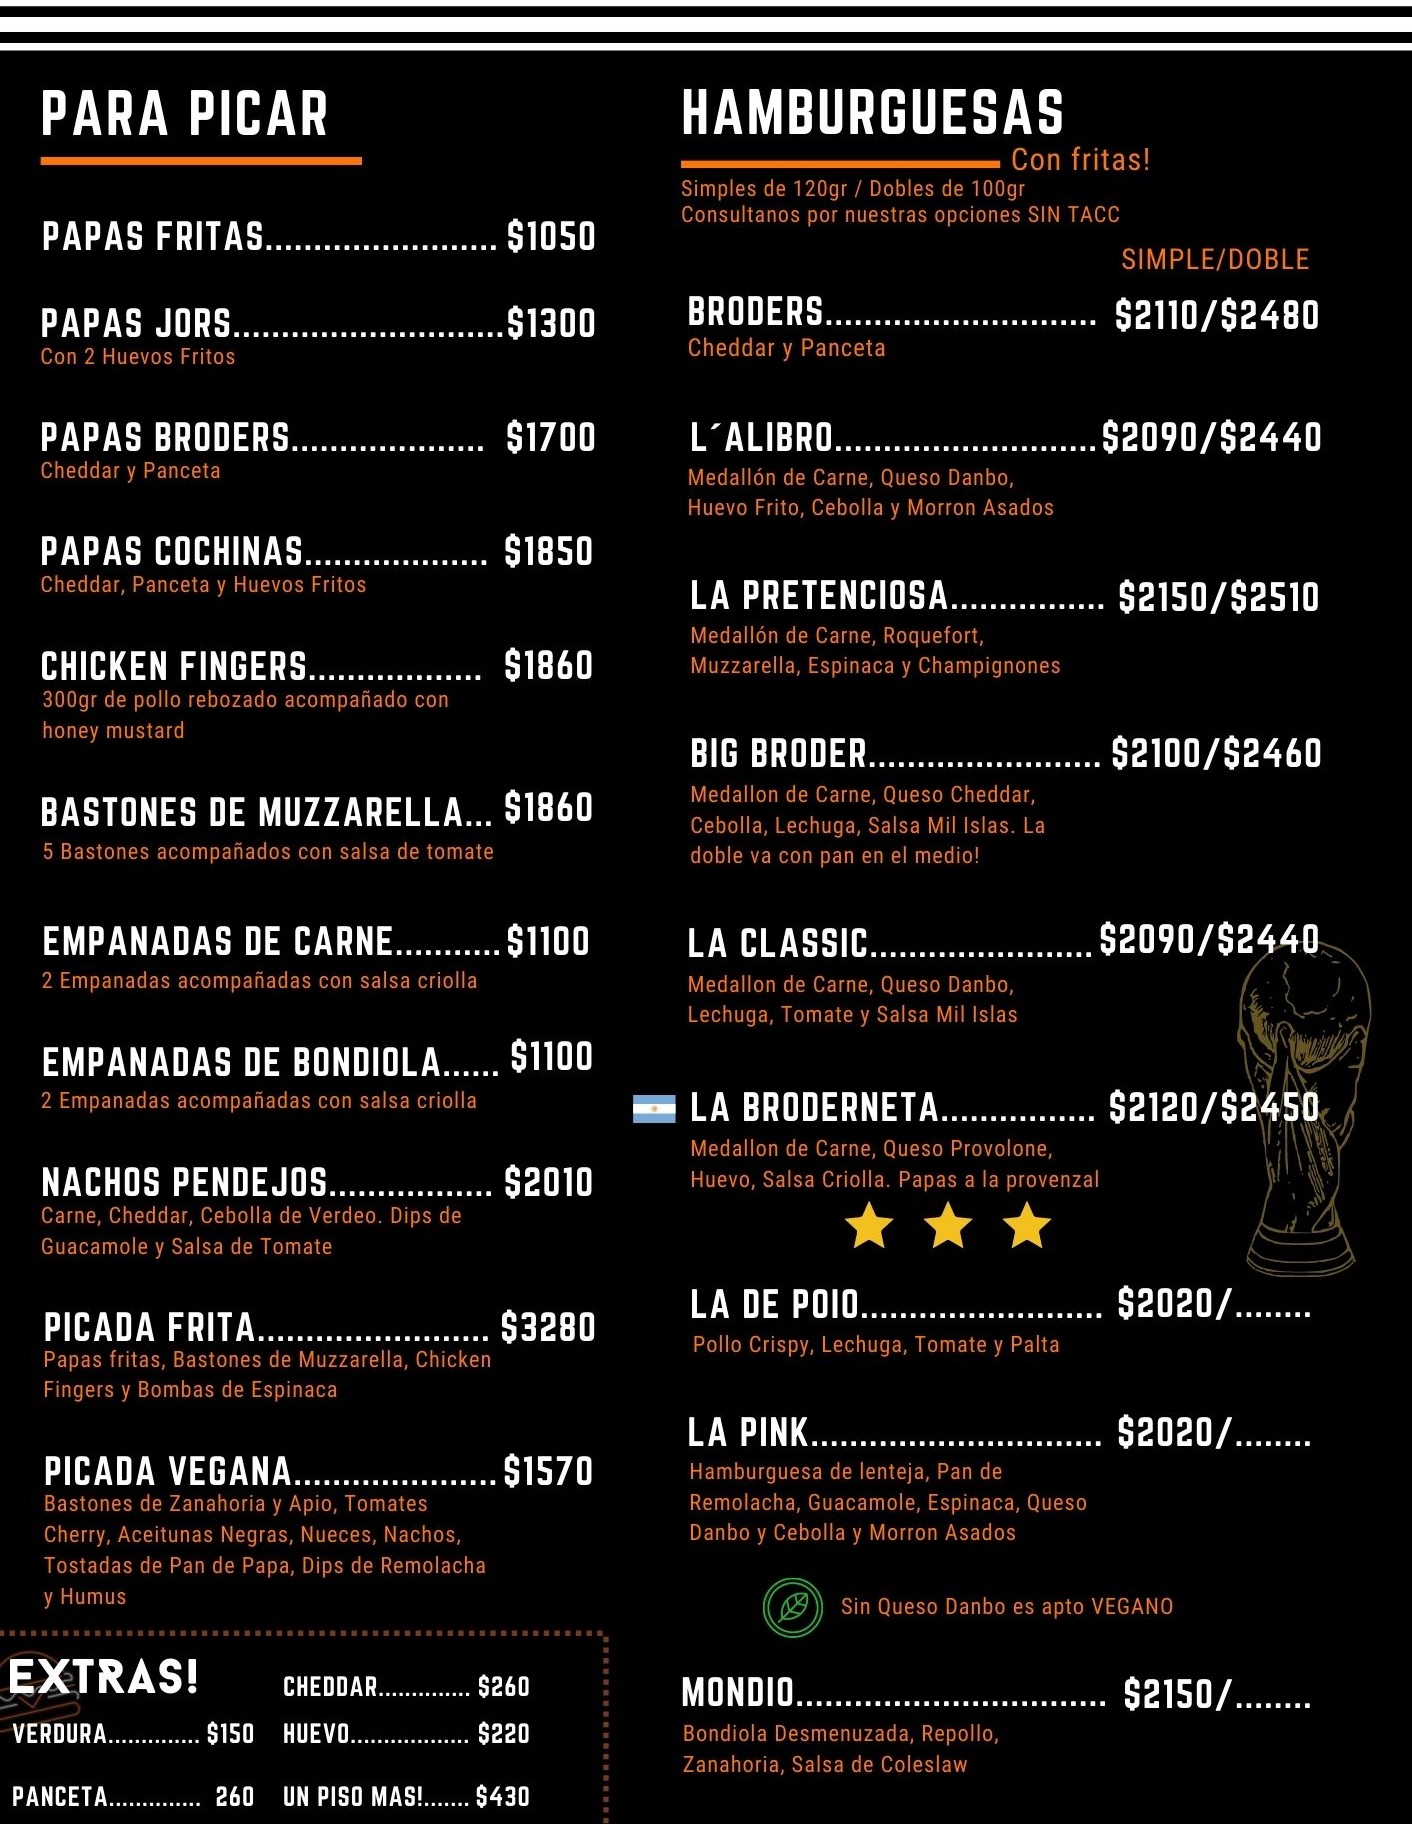 PARA PICAR
PAPAS FRITAS........................ $1050
PAPAS JORS............................$1300
Con 2 Huevos Fritos
PAPAS BRODERS.................... $1700
Cheddar y Panceta
PAPAS COCHINAS................... $1850
Cheddar, Panceta y Huevos Fritos
CHICKEN FINGERS.................. $1860
300gr de pollo rebozado acompañado con
honey mustard
BASTONES DE MUZZARELLA... $1860
5 Bastones acompañados con salsa de tomate
EMPANADAS DE CARNE...........$1100
2 Empanadas acompañadas con salsa criolla
EMPANADAS DE BONDIOLA...... $1100
2 Empanadas acompañadas con salsa criolla
NACHOS PENDEJOS................. $2010
Carne, Cheddar, Cebolla de Verdeo. Dips de
Guacamole y Salsa de Tomate
PICADA FRITA........................ $3280
Papas fritas, Bastones de Muzzarella, Chicken
Fingers y Bombas de Espinaca
PICADA VEGANA.....................$1570
Bastones de Zanahoria y Apio, Tomates
Cherry, Aceitunas Negras, Nueces, Nachos,
Tostadas de Pan de Papa, Dips de Remolacha
y Humus
EXTRAS!
VERDURA.............. $150
PANCETA.............. 260
CHEDDAR.............. $260
HUEVO.................. $220
UN PISO MAS!....... $430
HAMBURGUESAS
Con fritas!
Simples de 120gr / Dobles de 100gr
Consultanos por nuestras opciones SIN TACC
SIMPLE/DOBLE
BRODERS............................ $2110/$2480
Cheddar y Panceta
L´ALIBRO...........................$2090/$2440
Medallón de Carne, Queso Danbo,
Huevo Frito, Cebolla y Morron Asados
LA PRETENCIOSA................ $2150/$2510
Medallón de Carne, Roquefort,
Muzzarella, Espinaca y Champignones
BIG BRODER........................ $2100/$2460
Medallon de Carne, Queso Cheddar,
Cebolla, Lechuga, Salsa Mil Islas. La
doble va con pan en el medio!
LA CLASSIC....................... $2090/$2440
Medallon de Carne, Queso Danbo,
Lechuga, Tomate y Salsa Mil Islas
LA BRODERNETA................ $2120/$2450
Medallon de Carne, Queso Provolone,
Huevo, Salsa Criolla. Papas a la provenzal
LA DE POIO......................... $2020/........
Pollo Crispy, Lechuga, Tomate y Palta
LA PINK.............................. $2020/........
Hamburguesa de lenteja, Pan de
Remolacha, Guacamole, Espinaca, Queso
Danbo y Cebolla y Morron Asados
Sin Queso Danbo es apto VEGANO
MONDIO................................ $2150/........
Bondiola Desmenuzada, Repollo,
Zanahoria, Salsa de Coleslaw